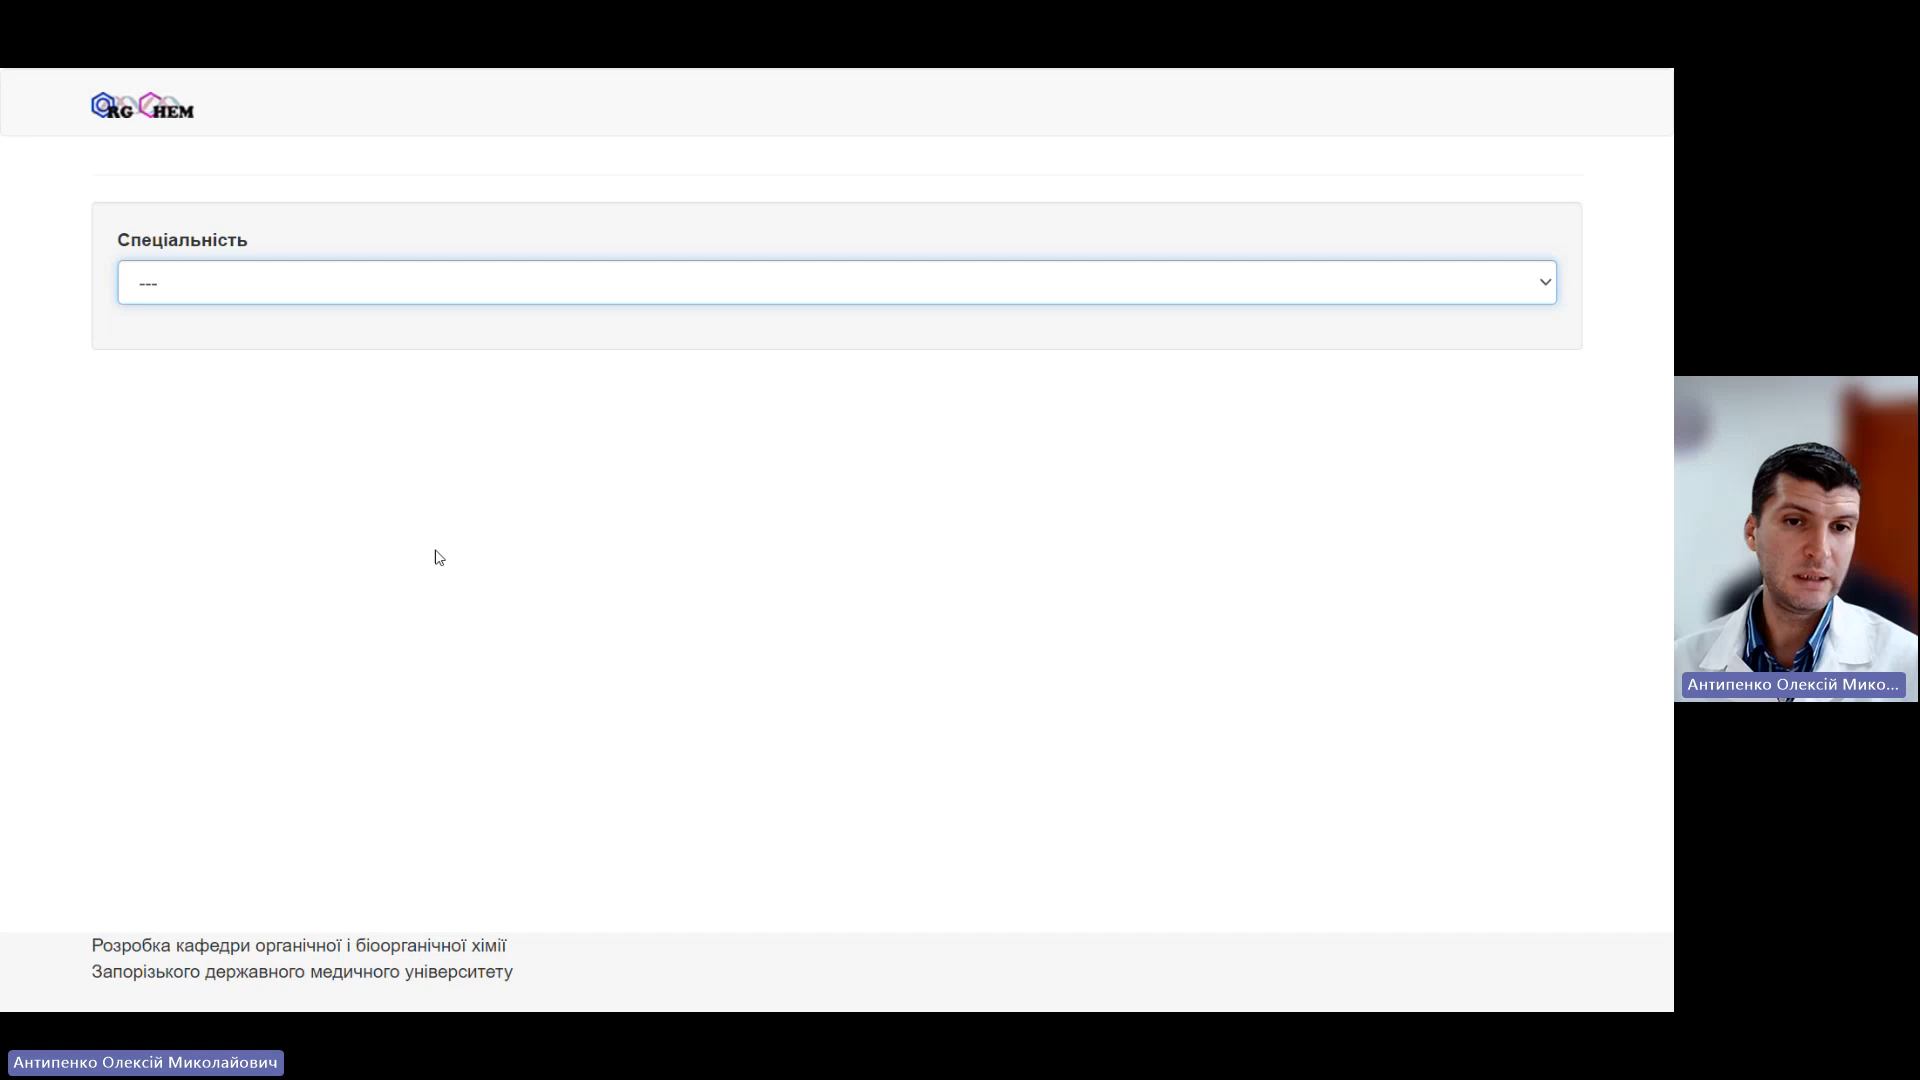 ORG CHEM
Спеціальність
---
Розробка кафедри органічної і біоорганічної хімії
Запорізького державного медичного університету
Антипенко Олексій Мико...
Антипенко Олексій Миколайович